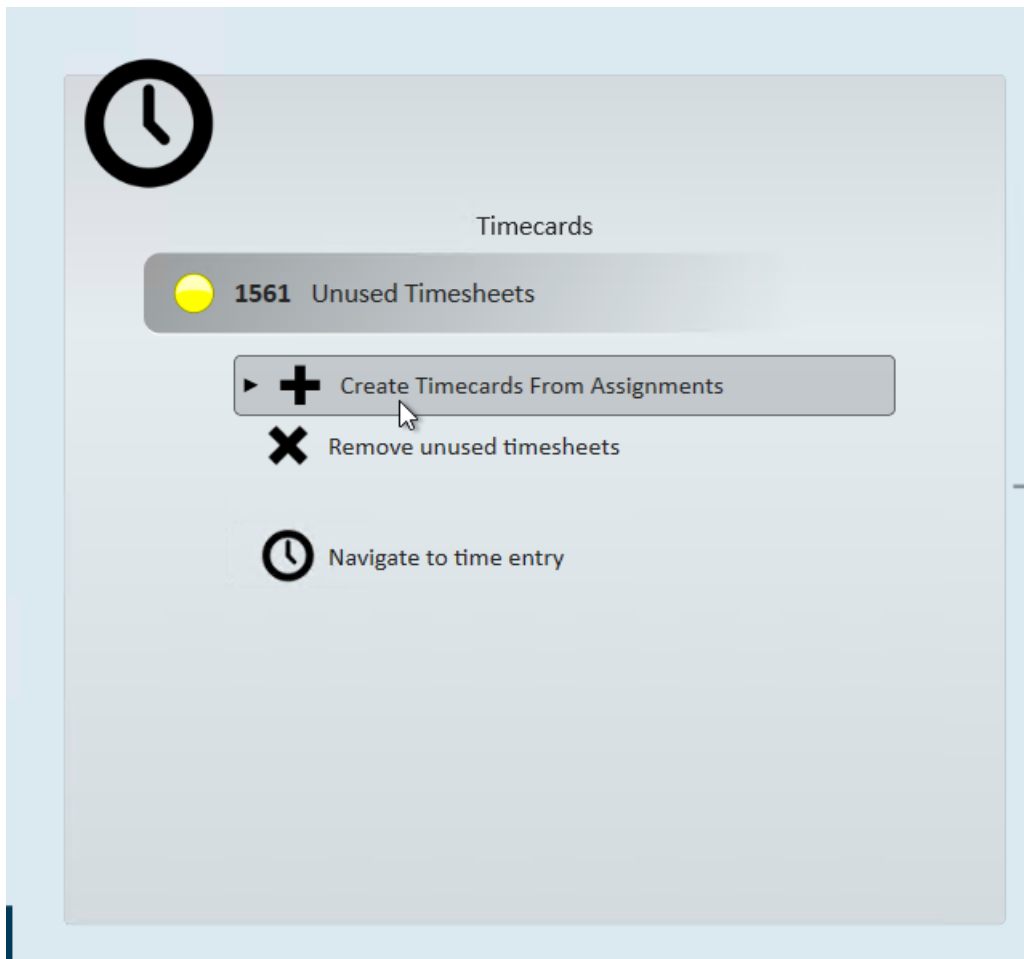 Timecards
1561 Unused Timesheets
Create Timecards From Assignments
Remove unused timesheets
Navigate to time entry